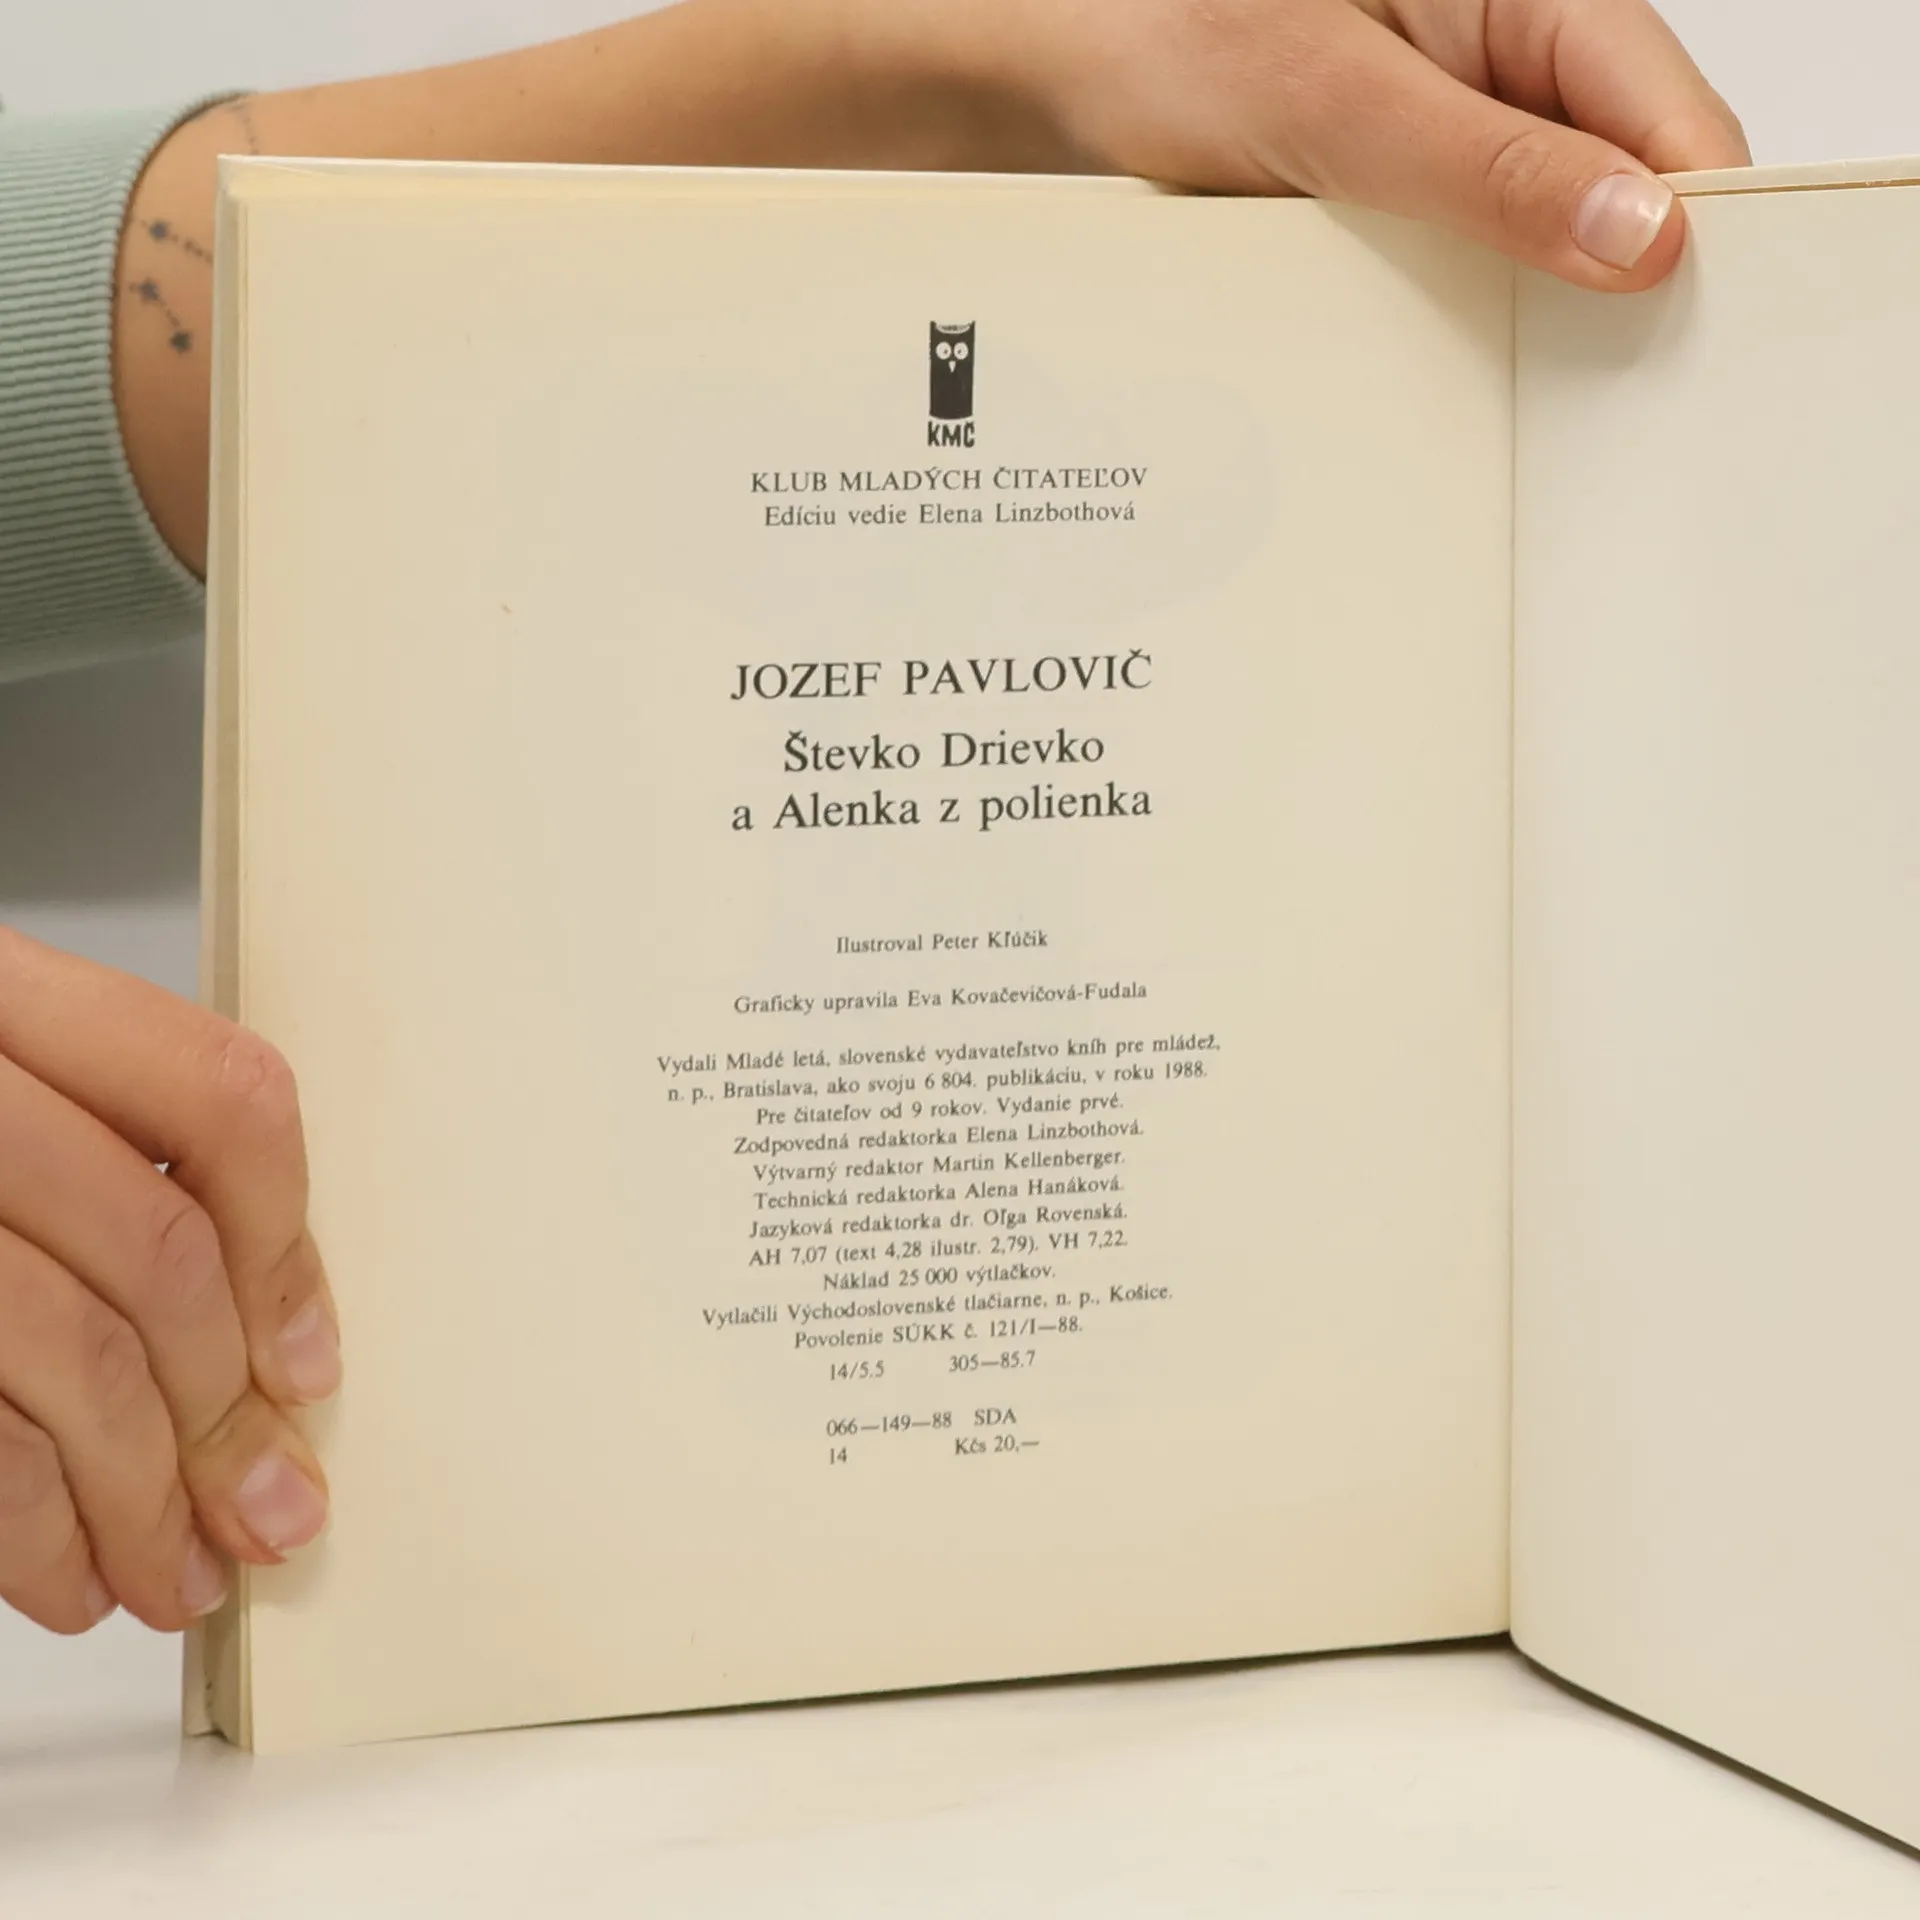 KMČ
KLUB MLADÝCH ČITATEĽOV
Edíciu vedie Elena Linzbothová
JOZEF PAVLOVIČ
Števko Drievko
a Alenka z polienka
Ilustroval Peter Kľúčik
Graficky upravila Eva Kovačevičová-Fudala
Vydali Mladé letá, slovenské vydavateľstvo kníh pre mládež,
n. p., Bratislava, ako svoju 6 804. publikáciu, v roku 1988.
Pre čitateľov od 9 rokov. Vydanie prvé.
Zodpovedná redaktorka Elena Linzbothová.
Výtvarný redaktor Martin Kellenberger.
Technická redaktorka Alena Hanáková.
Jazyková redaktorka dr. Oľga Rovenská.
AH 7,07 (text 4,28 ilustr. 2,79). VH 7,22.
Náklad 25 000 výtlačkov.
Vytlačili Východoslovenské tlačiarne, n. p., Košice.
Povolenie SÚKK č. 121/I—88.
14/5.5 305—85.7
066—149—88 SDA
14 Kčs 20,—